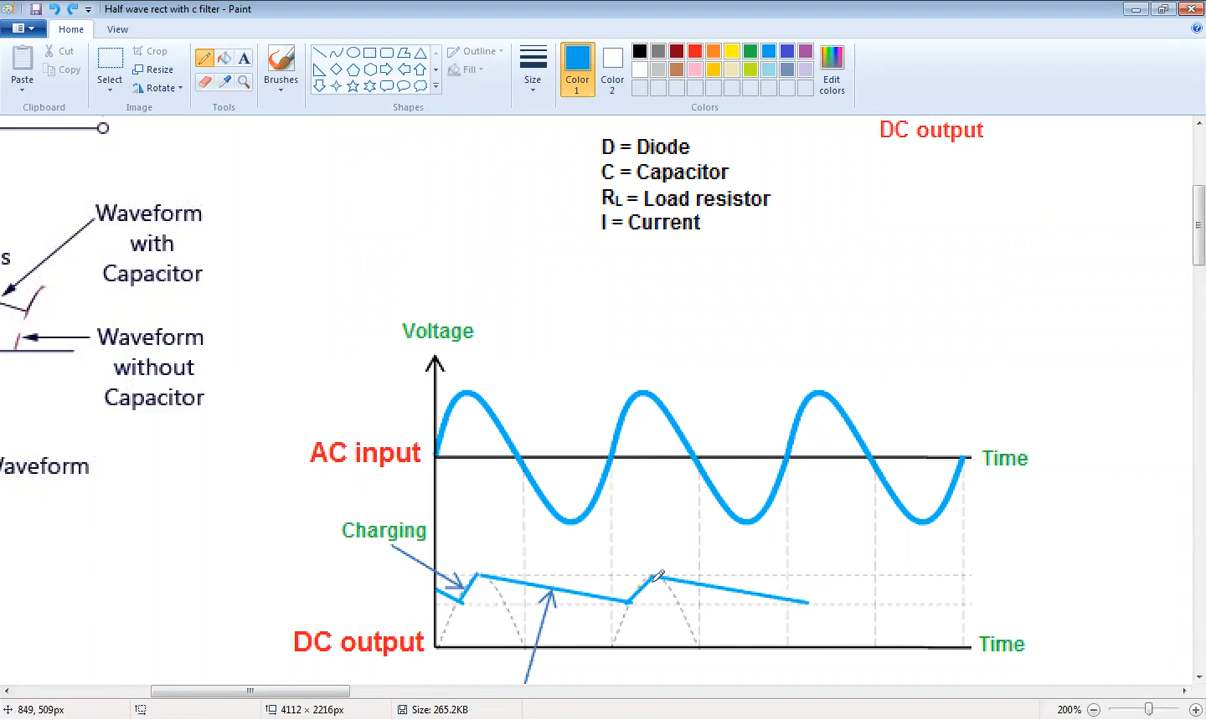 Half wave rect with c filter - Paint
Home
View
Paste
Cut
Copy
Clipboard
Select
Crop
Resize
Rotate
Image
A
Tools
Brushes
Outline
Fill
Shapes
Size
Color 1
Color 2
Edit colors
Colors
DC output
D = Diode
C = Capacitor
RL = Load resistor
I = Current
Waveform
with
Capacitor
s
Waveform
without
Capacitor
Waveform
Voltage
AC input
Time
Charging
DC output
Time
849, 509px
4112 × 2216px
Size: 265.2KB
200%